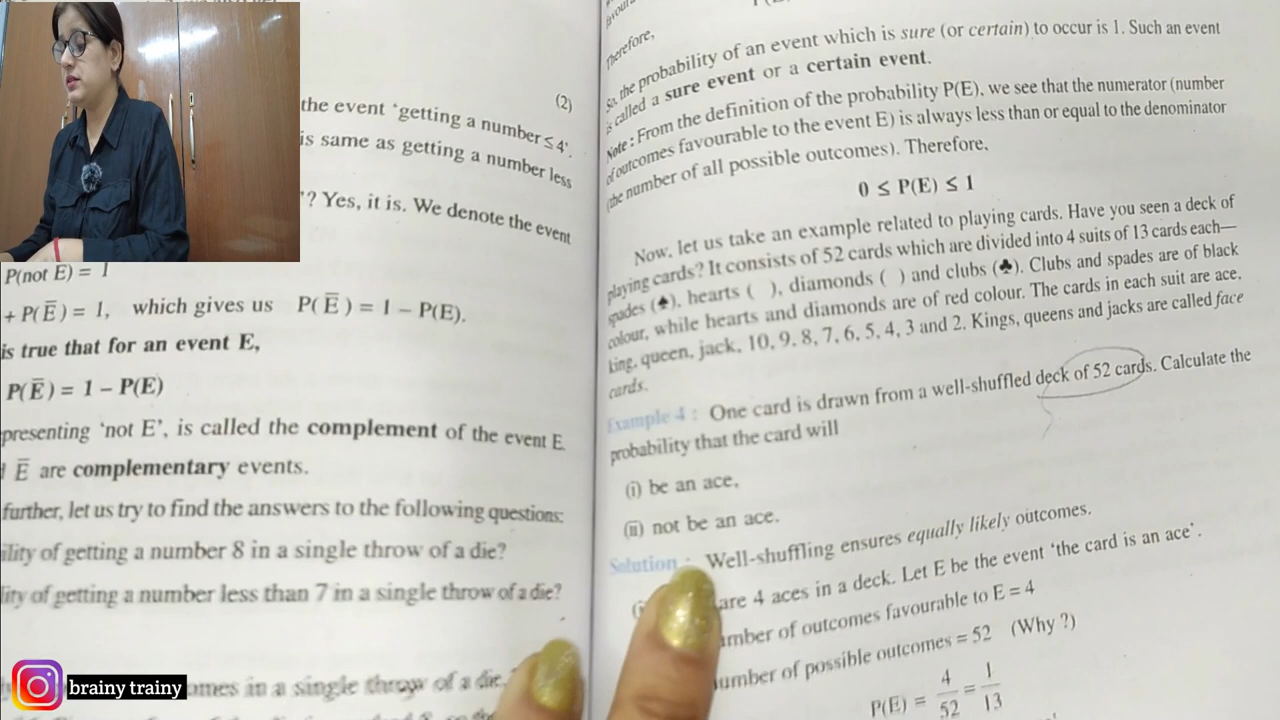 (2)
the event ‘getting a number ≤ 4’.
is same as getting a number less
’? Yes, it is. We denote the event
P(not E) = 1
+ P(E̅) = 1, which gives us P(E̅) = 1 – P(E).
is true that for an event E,
P(E̅) = 1 – P(E)
presenting ‘not E’, is called the complement of the event E.
E̅ are complementary events.
further, let us try to find the answers to the following questions:
ility of getting a number 8 in a single throw of a die?
lity of getting a number less than 7 in a single throw of a die?
omes in a single throw of a die.
brainy trainy
Therefore,
So, the probability of an event which is sure (or certain) to occur is 1. Such an event
is called a sure event or a certain event.
Note : From the definition of the probability P(E), we see that the numerator (number
of outcomes favourable to the event E) is always less than or equal to the denominator
(the number of all possible outcomes). Therefore,
0 ≤ P(E) ≤ 1
Now, let us take an example related to playing cards. Have you seen a deck of
playing cards? It consists of 52 cards which are divided into 4 suits of 13 cards each—
spades (♠), hearts ( ), diamonds ( ) and clubs (♣). Clubs and spades are of black
colour, while hearts and diamonds are of red colour. The cards in each suit are ace,
king, queen, jack, 10, 9, 8, 7, 6, 5, 4, 3 and 2. Kings, queens and jacks are called face
cards.
Example 4 : One card is drawn from a well-shuffled deck of 52 cards. Calculate the
probability that the card will
(i) be an ace,
(ii) not be an ace.
Solution : Well-shuffling ensures equally likely outcomes.
are 4 aces in a deck. Let E be the event ‘the card is an ace’.
umber of outcomes favourable to E = 4
umber of possible outcomes = 52 (Why ?)
P(E) = 4/52 = 1/13